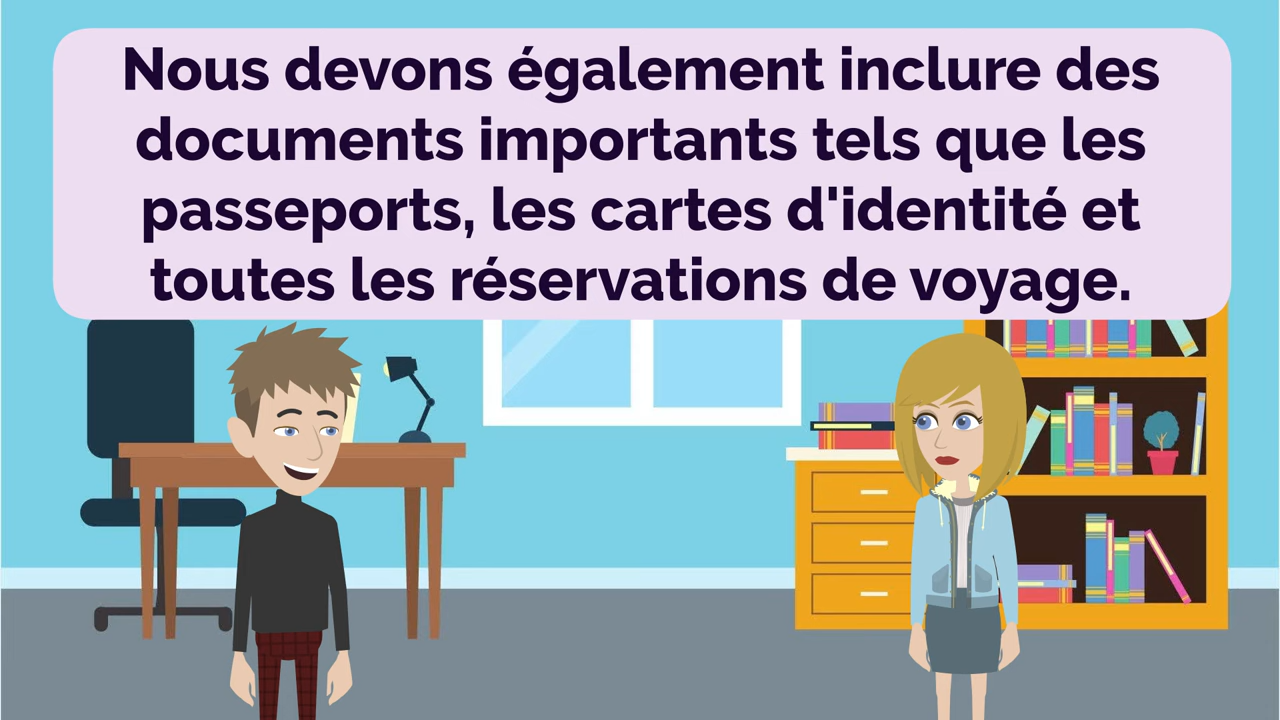 Nous devons également inclure des
documents importants tels que les
passeports, les cartes d'identité et
toutes les réservations de voyage.